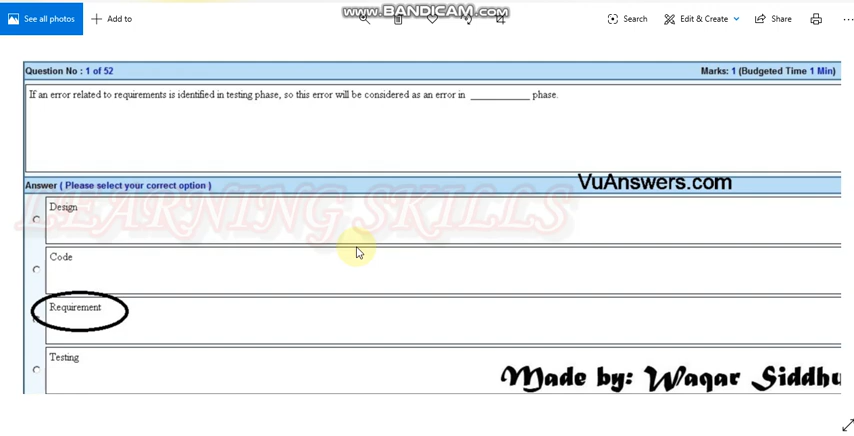 www.BANDICAM.com
See all photos
Add to
Search
Edit & Create
Share
Question No : 1 of 52
Marks: 1 (Budgeted Time 1 Min)
If an error related to requirements is identified in testing phase, so this error will be considered as an error in ____________ phase.
Answer ( Please select your correct option )
VuAnswers.com
LEARNING SKILLS
Design
Code
Requirement
Testing
Made by: Waqar Siddhu